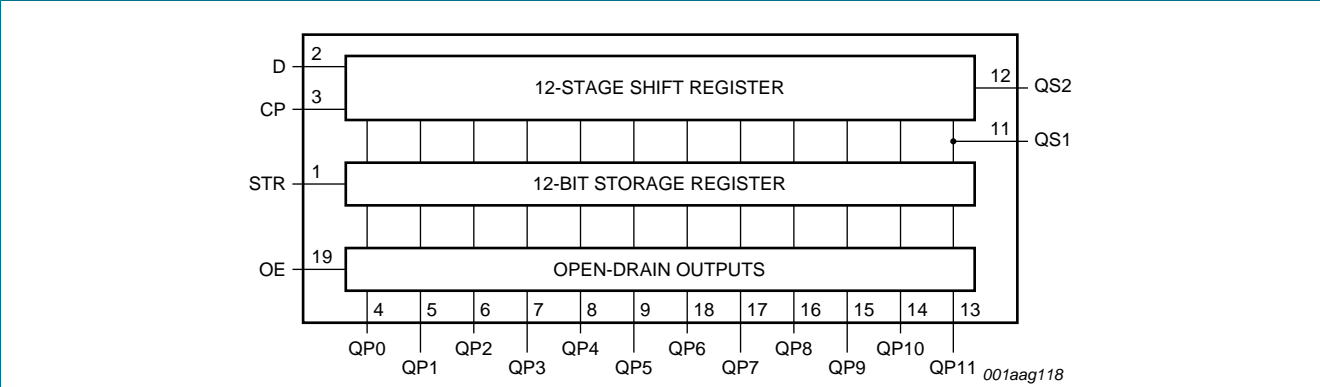 D 2
12-STAGE SHIFT REGISTER
12 QS2
CP 3
11 QS1
STR 1
12-BIT STORAGE REGISTER
OE 19
OPEN-DRAIN OUTPUTS
4 5 6 7 8 9 18 17 16 15 14 13
QP0 QP2 QP4 QP6 QP8 QP10
QP1 QP3 QP5 QP7 QP9 QP11
001aag118